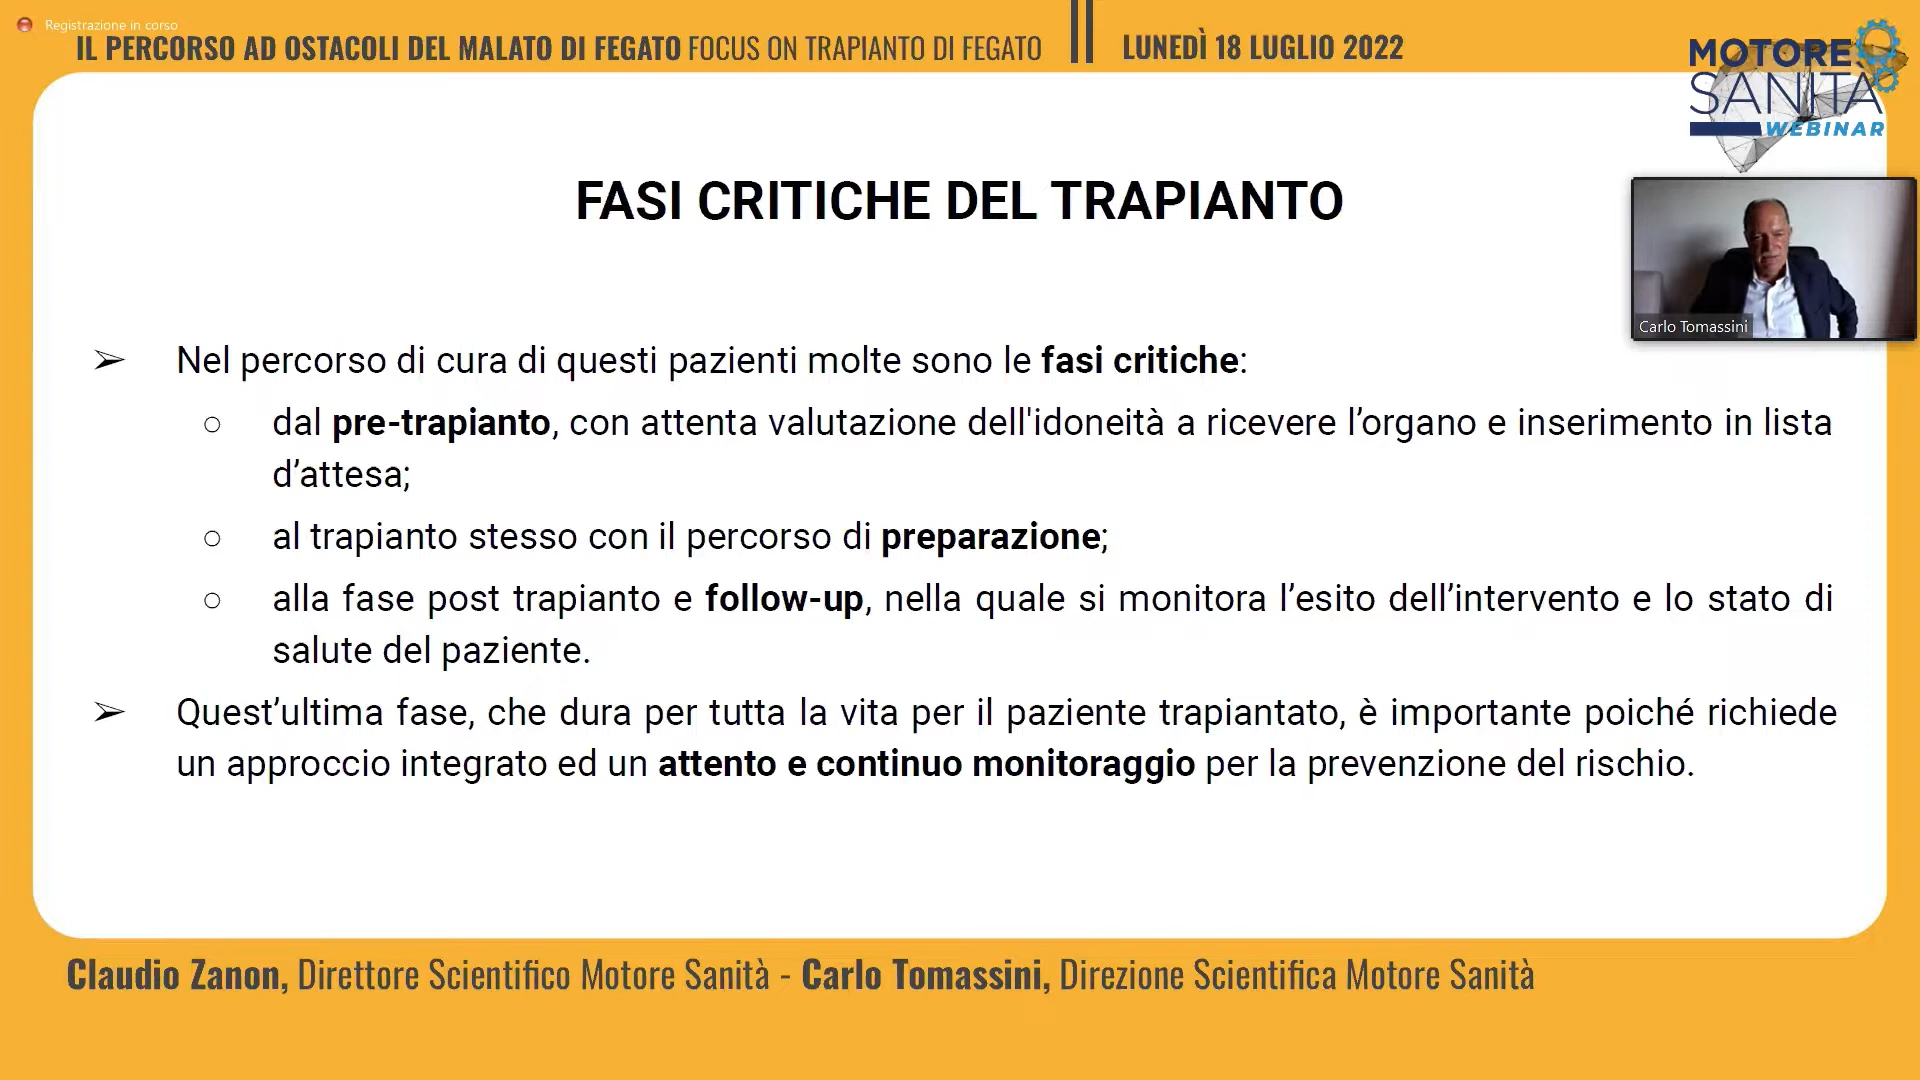 Registrazione in corso
IL PERCORSO AD OSTACOLI DEL MALATO DI FEGATO FOCUS ON TRAPIANTO DI FEGATO
LUNEDÌ 18 LUGLIO 2022
MOTORE
SANITÀ
WEBINAR
FASI CRITICHE DEL TRAPIANTO
Carlo Tomassini
➢ Nel percorso di cura di questi pazienti molte sono le fasi critiche:
○ dal pre-trapianto, con attenta valutazione dell'idoneità a ricevere l’organo e inserimento in lista
d’attesa;
○ al trapianto stesso con il percorso di preparazione;
○ alla fase post trapianto e follow-up, nella quale si monitora l’esito dell’intervento e lo stato di
salute del paziente.
➢ Quest’ultima fase, che dura per tutta la vita per il paziente trapiantato, è importante poiché richiede
un approccio integrato ed un attento e continuo monitoraggio per la prevenzione del rischio.
Claudio Zanon, Direttore Scientifico Motore Sanità - Carlo Tomassini, Direzione Scientifica Motore Sanità